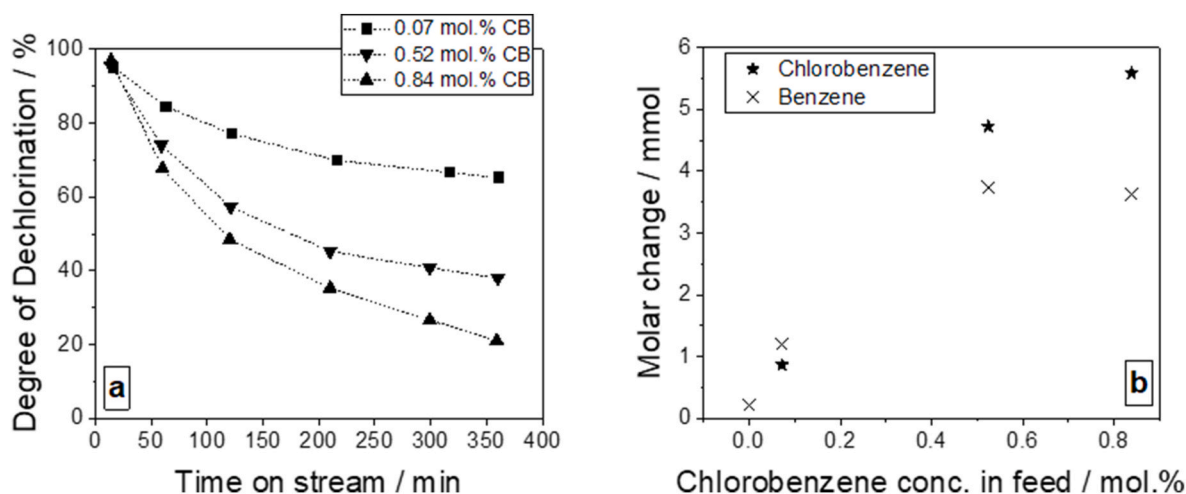 0.07 mol.% CB
0.52 mol.% CB
0.84 mol.% CB
Degree of Dechlorination / %
100
80
60
40
20
0
a
0 50 100 150 200 250 300 350 400
Time on stream / min
Chlorobenzene
Benzene
Molar change / mmol
6
5
4
3
2
1
0
b
0.0 0.2 0.4 0.6 0.8
Chlorobenzene conc. in feed / mol.%